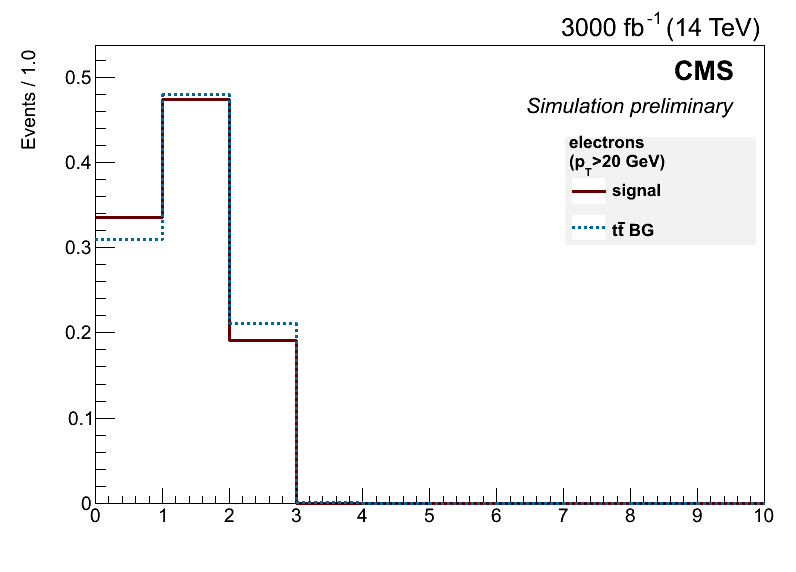 3000 fb-1 (14 TeV)
Events / 1.0
CMS
Simulation preliminary
electrons
(pT>20 GeV)
signal
tt̄ BG
0.5
0.4
0.3
0.2
0.1
0
0 1 2 3 4 5 6 7 8 9 10